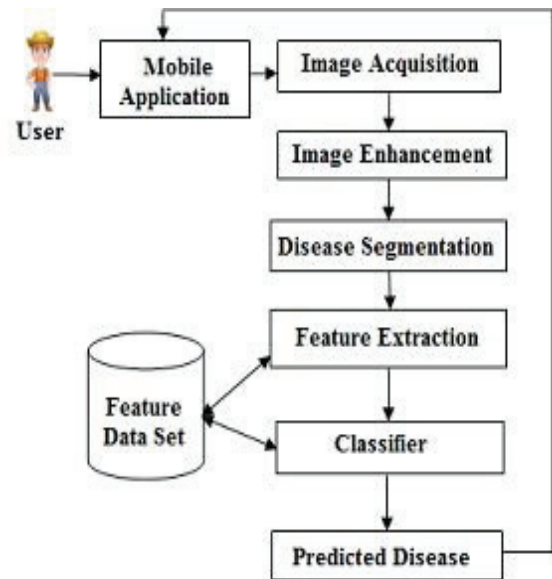 User
Mobile
Application
Image Acquisition
Image Enhancement
Disease Segmentation
Feature Extraction
Feature
Data Set
Classifier
Predicted Disease